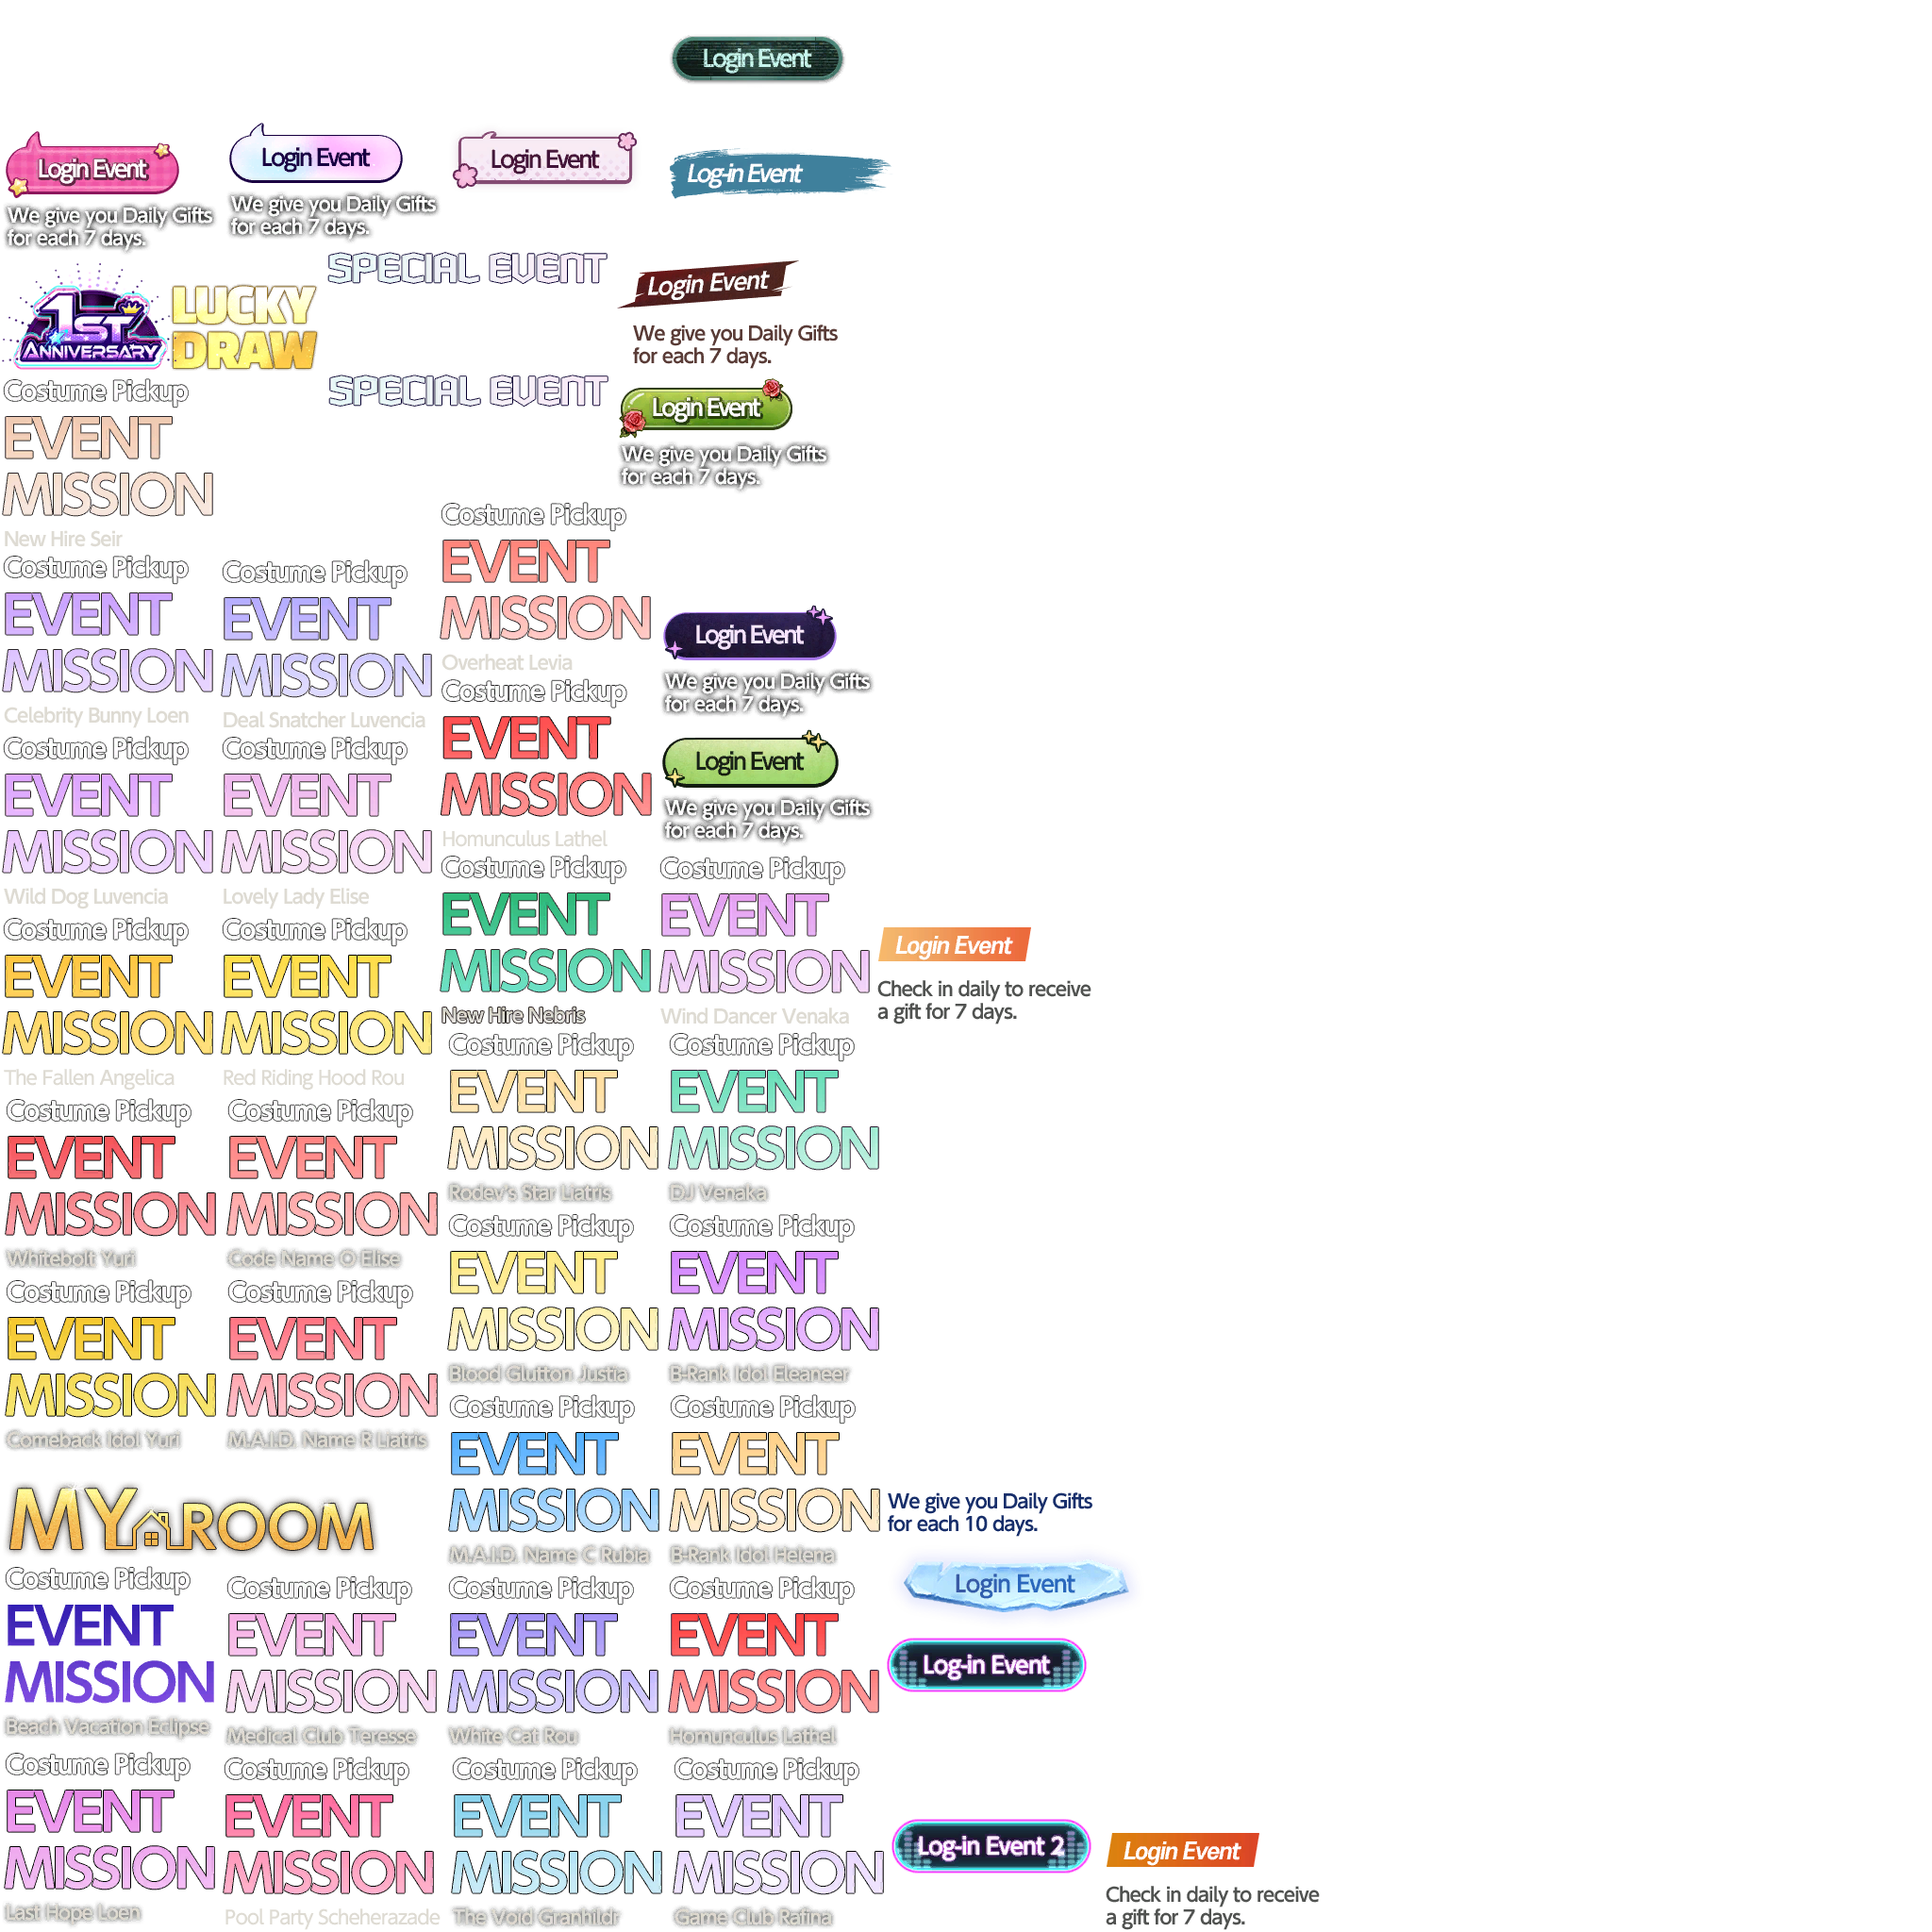 Login Event
Login Event
We give you Daily Gifts
for each 7 days.
Login Event
We give you Daily Gifts
for each 7 days.
Login Event
Log-in Event
SPECIAL EVENT
1ST
ANNIVERSARY
LUCKY
DRAW
Login Event
We give you Daily Gifts
for each 7 days.
SPECIAL EVENT
Login Event
We give you Daily Gifts
for each 7 days.
Costume Pickup
EVENT
MISSION
New Hire Seir
Costume Pickup
EVENT
MISSION
Overheat Levia
Costume Pickup
EVENT
MISSION
Celebrity Bunny Loen
Costume Pickup
EVENT
MISSION
Deal Snatcher Luvencia
Login Event
We give you Daily Gifts
for each 7 days.
Costume Pickup
EVENT
MISSION
Homunculus Lathel
Login Event
We give you Daily Gifts
for each 7 days.
Costume Pickup
EVENT
MISSION
Wild Dog Luvencia
Costume Pickup
EVENT
MISSION
Lovely Lady Elise
Costume Pickup
EVENT
MISSION
New Hire Nebris
Costume Pickup
EVENT
MISSION
Wind Dancer Venaka
Login Event
Check in daily to receive
a gift for 7 days.
Costume Pickup
EVENT
MISSION
The Fallen Angelica
Costume Pickup
EVENT
MISSION
Red Riding Hood Rou
Costume Pickup
EVENT
MISSION
Rodev's Star Liatris
Costume Pickup
EVENT
MISSION
DJ Venaka
Costume Pickup
EVENT
MISSION
Whitebolt Yuri
Costume Pickup
EVENT
MISSION
Code Name O Elise
Costume Pickup
EVENT
MISSION
Blood Glutton Justia
Costume Pickup
EVENT
MISSION
B-Rank Idol Eleaneer
Costume Pickup
EVENT
MISSION
Comeback Idol Yuri
Costume Pickup
EVENT
MISSION
M.A.I.D. Name R Liatris
Costume Pickup
EVENT
MISSION
M.A.I.D. Name C Rubia
Costume Pickup
EVENT
MISSION
B-Rank Idol Helena
We give you Daily Gifts
for each 10 days.
MY ROOM
Login Event
Costume Pickup
EVENT
MISSION
Beach Vacation Eclipse
Costume Pickup
EVENT
MISSION
Medical Club Teresse
Costume Pickup
EVENT
MISSION
White Cat Rou
Costume Pickup
EVENT
MISSION
Homunculus Lathel
Log-in Event
Costume Pickup
EVENT
MISSION
Last Hope Loen
Costume Pickup
EVENT
MISSION
Pool Party Scheherazade
Costume Pickup
EVENT
MISSION
The Void Granhildr
Costume Pickup
EVENT
MISSION
Game Club Rafina
Log-in Event 2
Login Event
Check in daily to receive
a gift for 7 days.